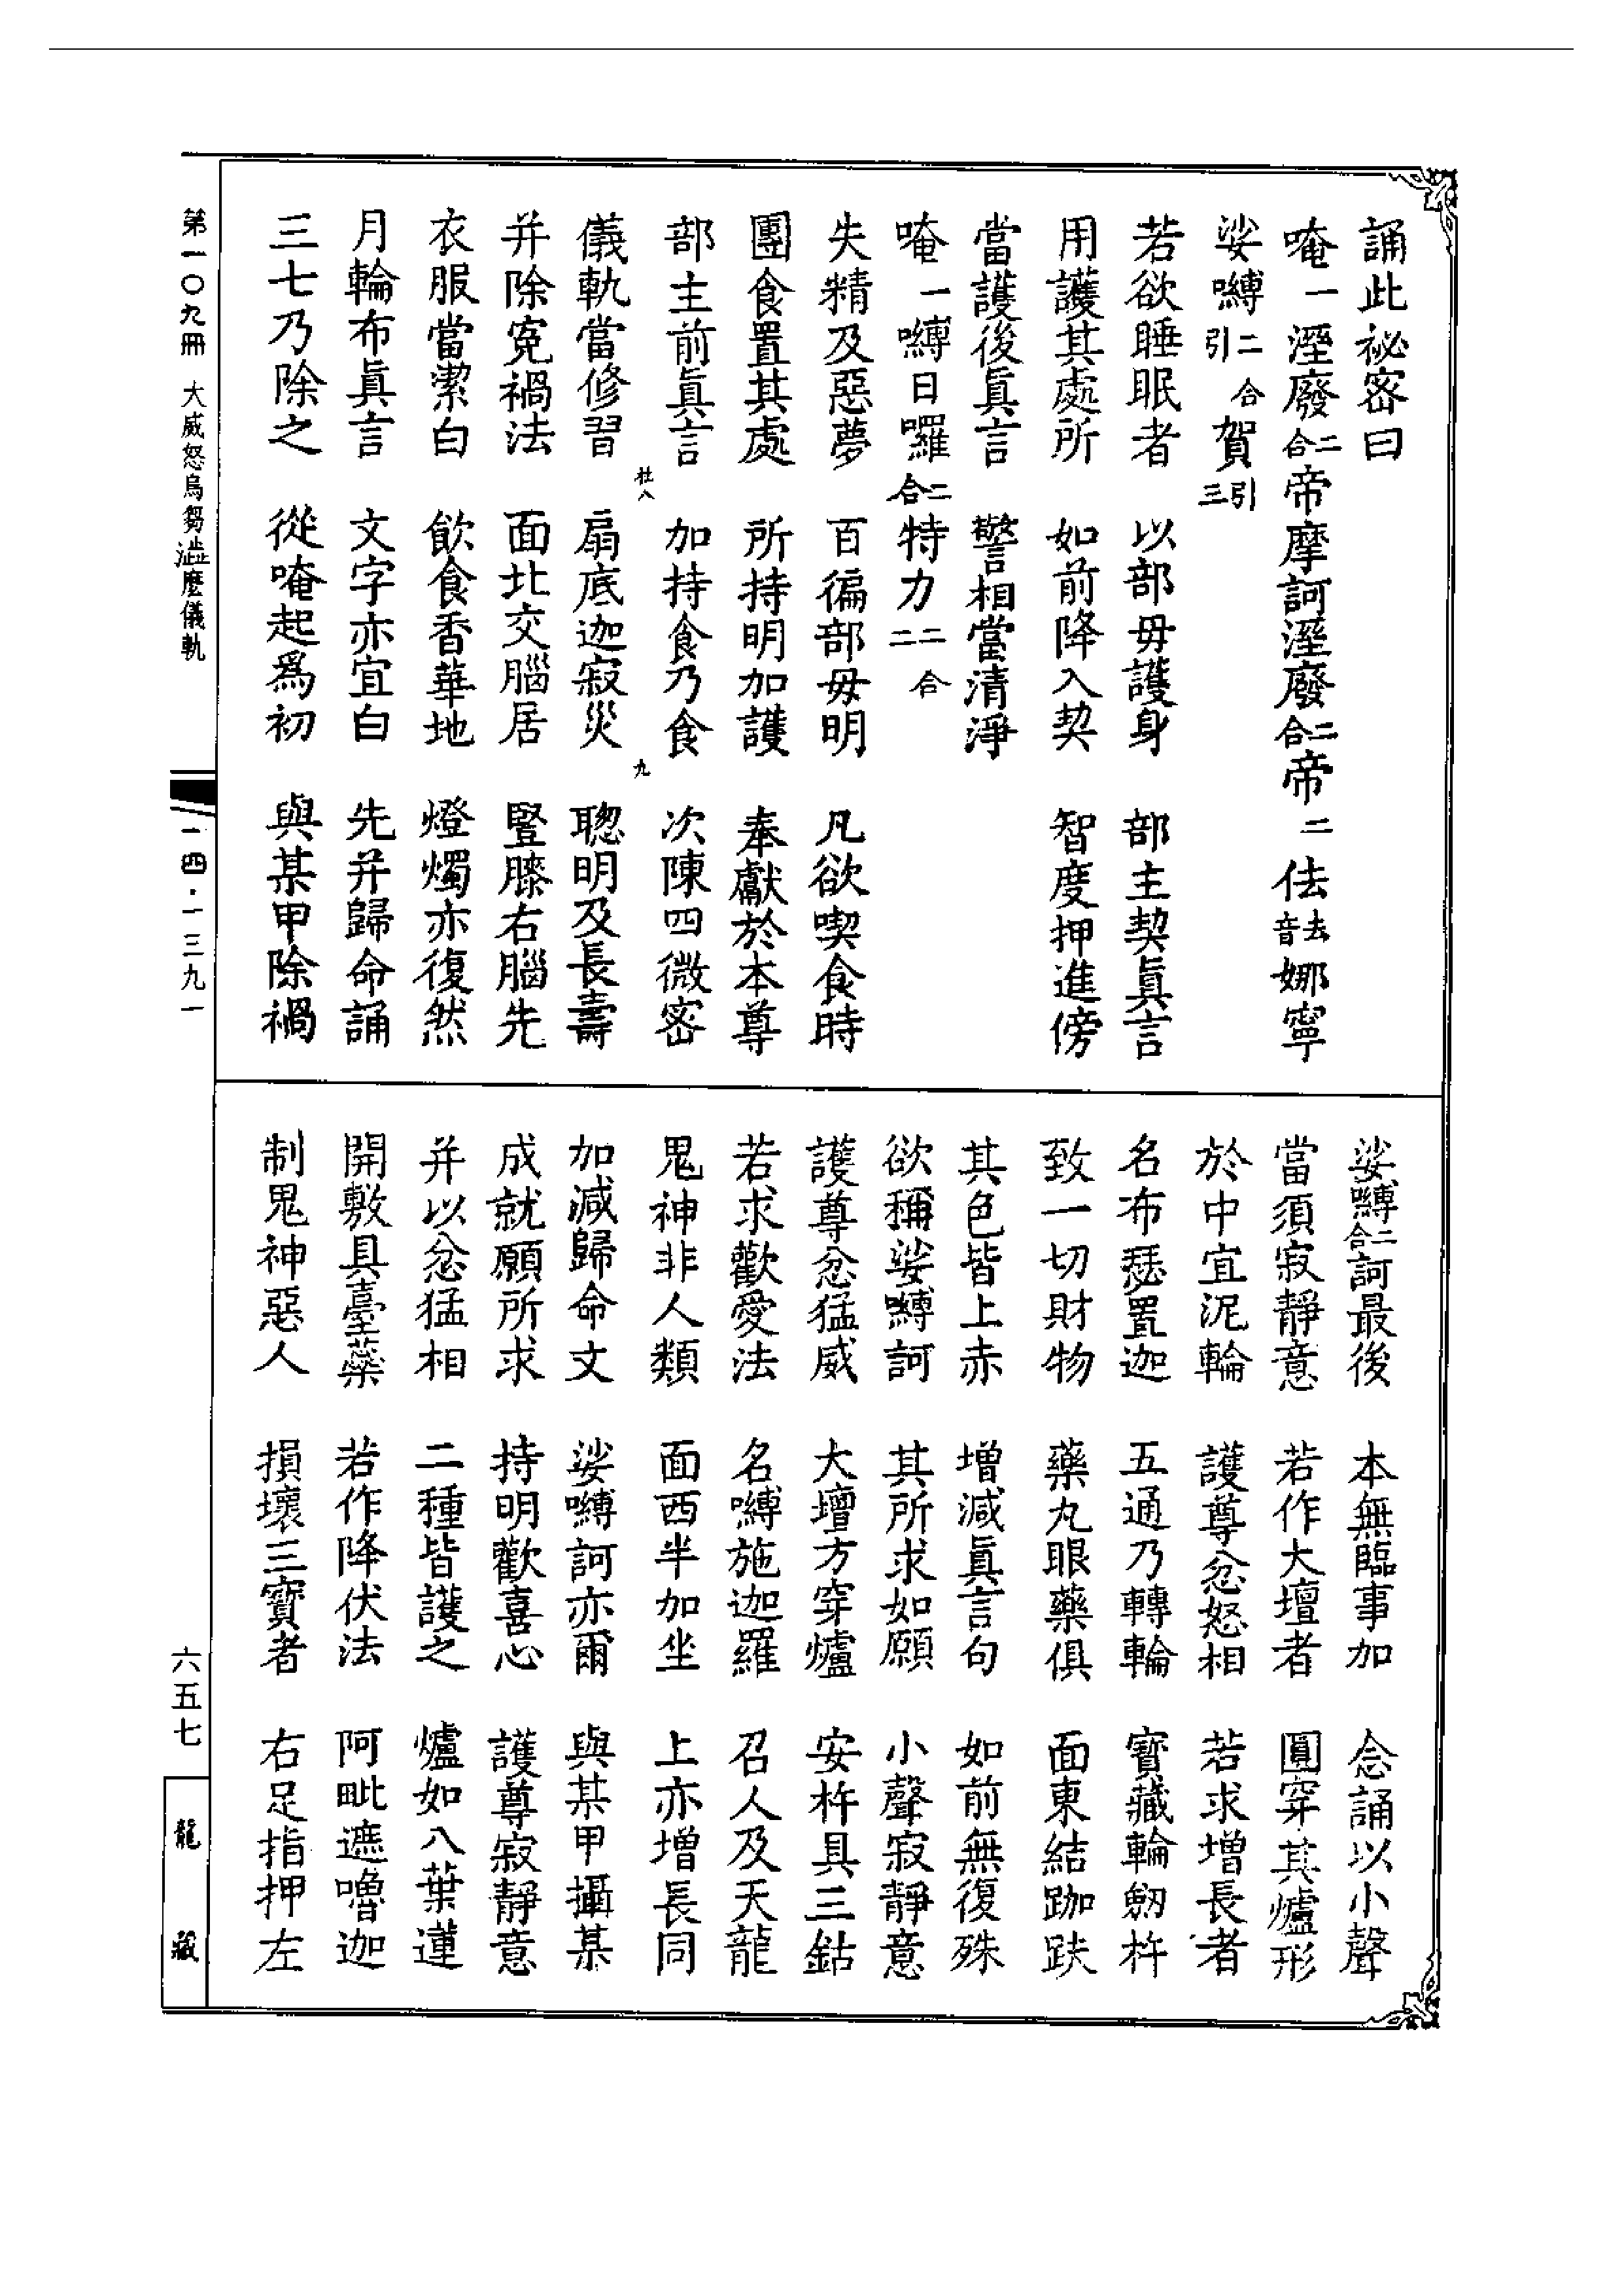 誦此祕密曰
唵一溼廢二合帝摩訶溼廢二合帝二佉去音娜寧
娑嚩二合引賀引三
若欲睡眠者　以部毋護身　部主契眞言
用護其處所　如前降入契　智度押進傍
當護後眞言　警相當清淨
唵一嚩日囉二合特力二合二
失精及惡夢　百徧部毋明　凡欲喫食時
團食置其處　所持明加護　奉獻於本尊
部主前眞言　加持食乃食　次陳四微密
社八　九
儀軌當修習　扇底迦寂災　聰明及長壽
并除寃禍法　面北交腦居　豎膝右腦先
衣服當潔白　飲食香華地　燈燭亦復然
月輪布眞言　文字亦宜白　先并歸命誦
三七乃除之　從唵起爲初　與某甲除禍
娑嚩二合訶最後　本無臨事加　念誦以小聲
當須寂靜意　若作大壇者　圓穿其爐形
於中宜泥輪　護尊忿怒相　若求增長者
名布瑟置迦　五通乃轉輪　寶藏輪劒杵
致一切財物　藥丸眼藥俱　面東結跏趺
其色皆上赤　增減眞言句　如前無復殊
欲稱娑嚩訶　其所求如願　小聲寂靜意
護尊忿猛威　大壇方穿爐　安杵具三鈷
若求歡愛法　名嚩施迦羅　召人及天龍
鬼神非人類　面西半加坐　上亦增長同
加減歸命文　娑嚩訶亦爾　與某甲攝某
成就願所求　持明歡喜心　護尊寂靜意
并以忿猛相　二種皆護之　爐如八葉蓮
開敷具臺蘂　若作降伏法　阿毗遮嚕迦
制鬼神惡人　損壞三寶者　右足指押左
第一〇九冊　大威怒烏芻澁麼儀軌
一四·一三九一
六五七
龍藏